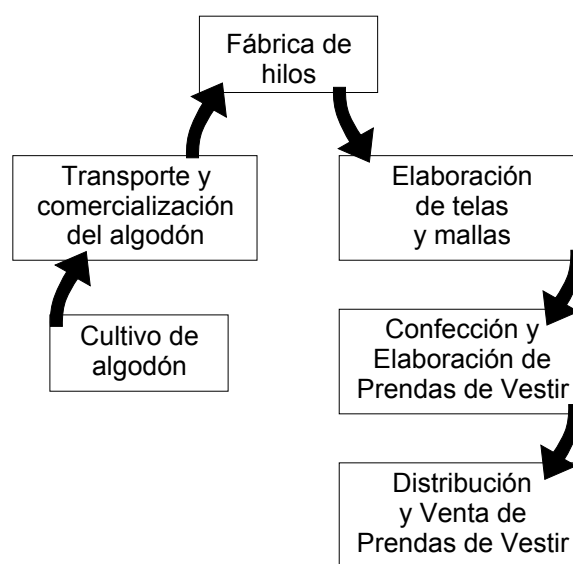 Fábrica de
hilos
Transporte y
comercialización
del algodón
Elaboración
de telas
y mallas
Cultivo de
algodón
Confección y
Elaboración de
Prendas de Vestir
Distribución
y Venta de
Prendas de Vestir